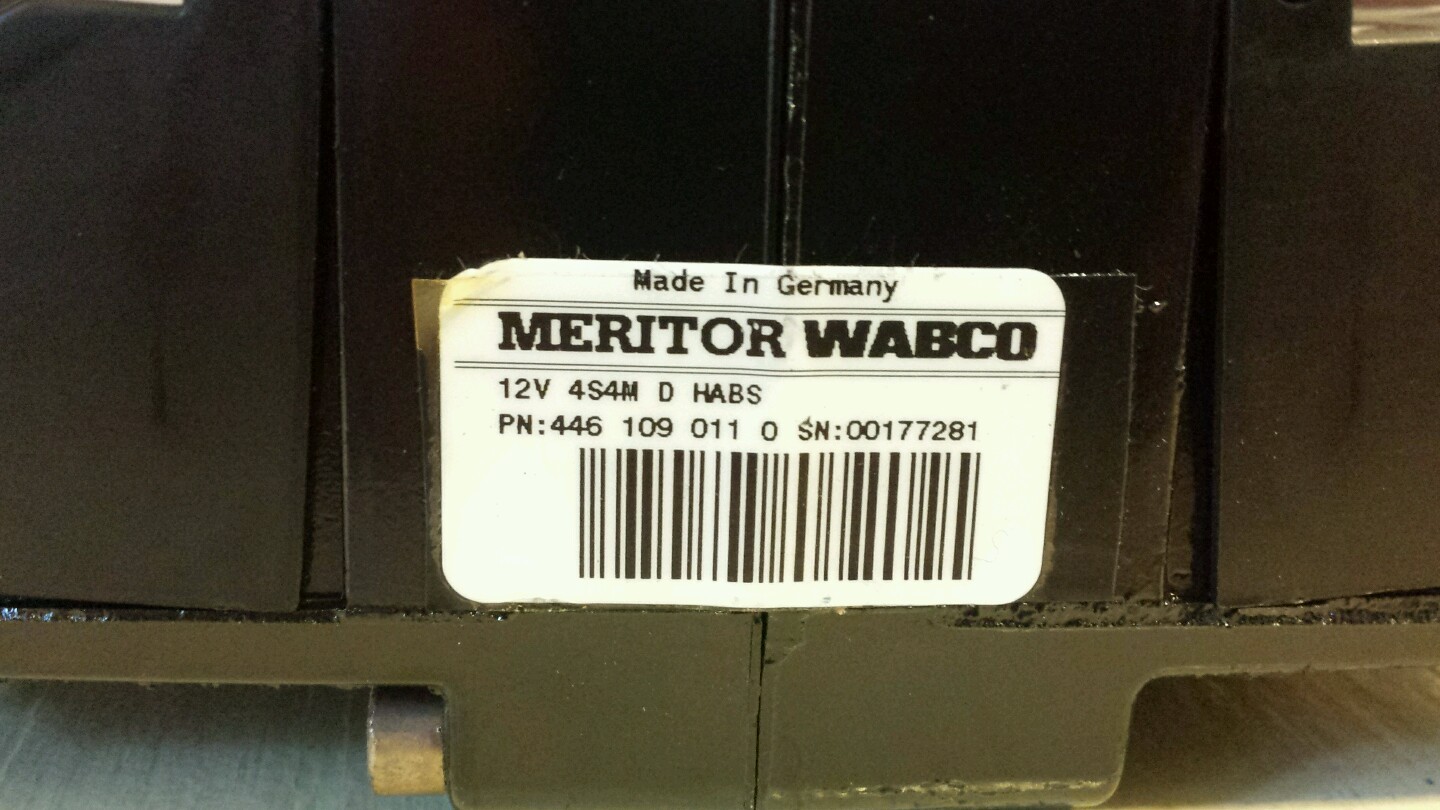 Made In Germany
MERITOR WABCO
12V 4S4M D HABS
PN:446 109 011 0 SN:00177281